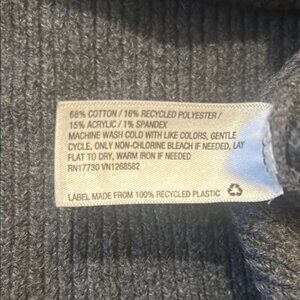 68% COTTON / 16% RECYCLED POLYESTER /
15% ACRYLIC / 1% SPANDEX
MACHINE WASH COLD WITH LIKE COLORS, GENTLE
CYCLE, ONLY NON-CHLORINE BLEACH IF NEEDED, LAY
FLAT TO DRY, WARM IRON IF NEEDED
RN17730 VN1268582
LABEL MADE FROM 100% RECYCLED PLASTIC